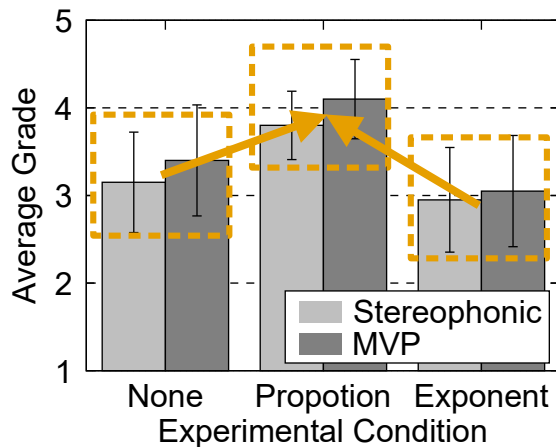 5
4
3
2
1
Average Grade
Stereophonic
MVP
None Propotion Exponent
Experimental Condition